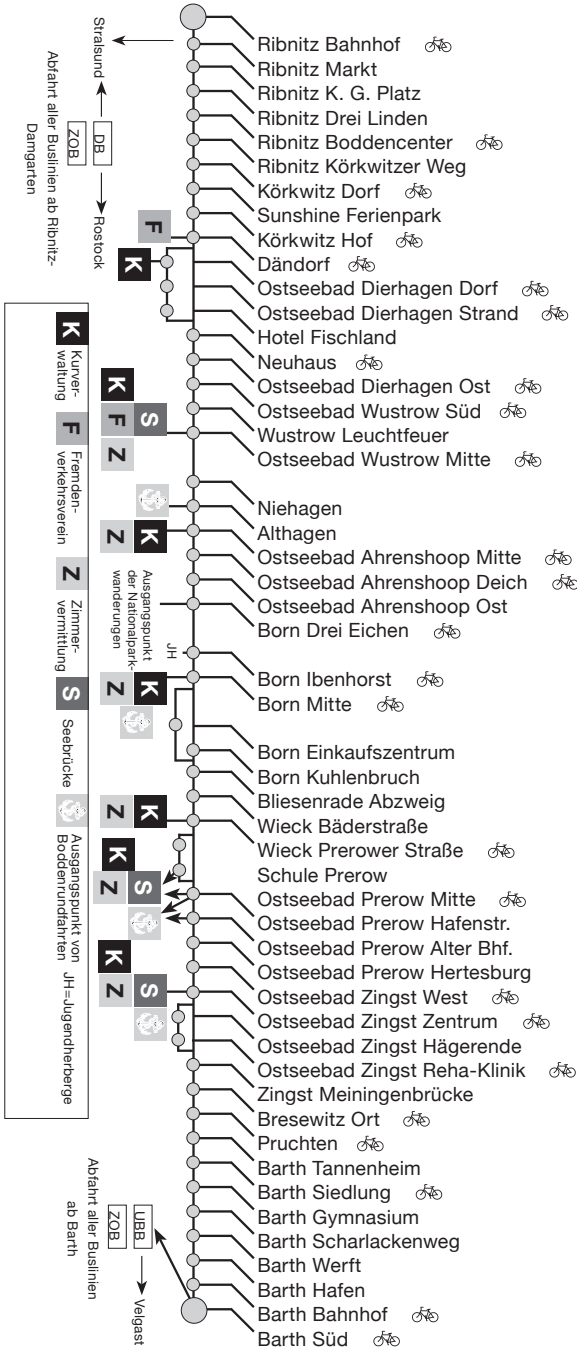 Ribnitz Bahnhof
Ribnitz Markt
Ribnitz K. G. Platz
Ribnitz Drei Linden
Ribnitz Boddencenter
Ribnitz Körkwitzer Weg
Körkwitz Dorf
Sunshine Ferienpark
Körkwitz Hof
Dändorf
Ostseebad Dierhagen Dorf
Ostseebad Dierhagen Strand
Hotel Fischland
Neuhaus
Ostseebad Dierhagen Ost
Ostseebad Wustrow Süd
Wustrow Leuchtfeuer
Ostseebad Wustrow Mitte
Niehagen
Althagen
Ostseebad Ahrenshoop Mitte
Ostseebad Ahrenshoop Deich
Ostseebad Ahrenshoop Ost
Born Drei Eichen
Born Ibenhorst
Born Mitte
Born Einkaufszentrum
Born Kuhlenbruch
Bliesenrade Abzweig
Wieck Bäderstraße
Wieck Prerower Straße
Schule Prerow
Ostseebad Prerow Mitte
Ostseebad Prerow Hafenstr.
Ostseebad Prerow Alter Bhf.
Ostseebad Prerow Hertesburg
Ostseebad Zingst West
Ostseebad Zingst Zentrum
Ostseebad Zingst Hägerende
Ostseebad Zingst Reha-Klinik
Zingst Meiningenbrücke
Bresewitz Ort
Pruchten
Barth Tannenheim
Barth Siedlung
Barth Gymnasium
Barth Scharlackenweg
Barth Werft
Barth Hafen
Barth Bahnhof
Barth Süd
Stralsund
DB
Rostock
ZOB
Abfahrt aller Buslinien ab Ribnitz-
Damgarten
F
K
K
F
S
Z
K
Z
Ausgangspunkt
der Nationalpark-
wanderungen
JH
K
Z
K
Z
K
S
Z
K
S
Z
UBB
Velgast
ZOB
Abfahrt aller Buslinien
ab Barth
K
Kurver-
waltung
F
Fremden-
verkehrsverein
Z
Zimmer-
vermittlung
S
Seebrücke
Ausgangspunkt von
Boddenrundfahrten
JH=Jugendherberge